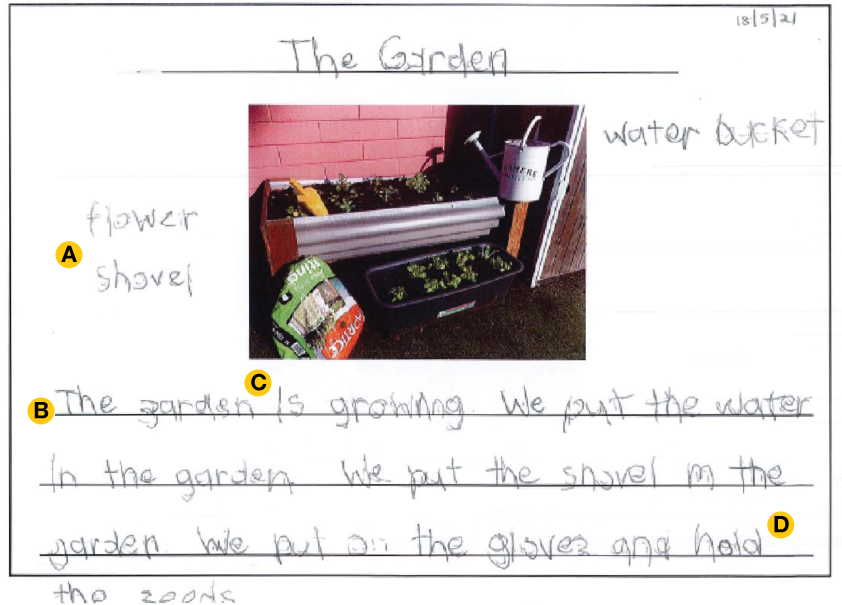 18/5/21
The Garden
water bucket
flower
A
shovel
C
B The garden is growing. We put the water
in the garden. We put the shovel in the
D
garden. We put on the gloves and hold
the seeds